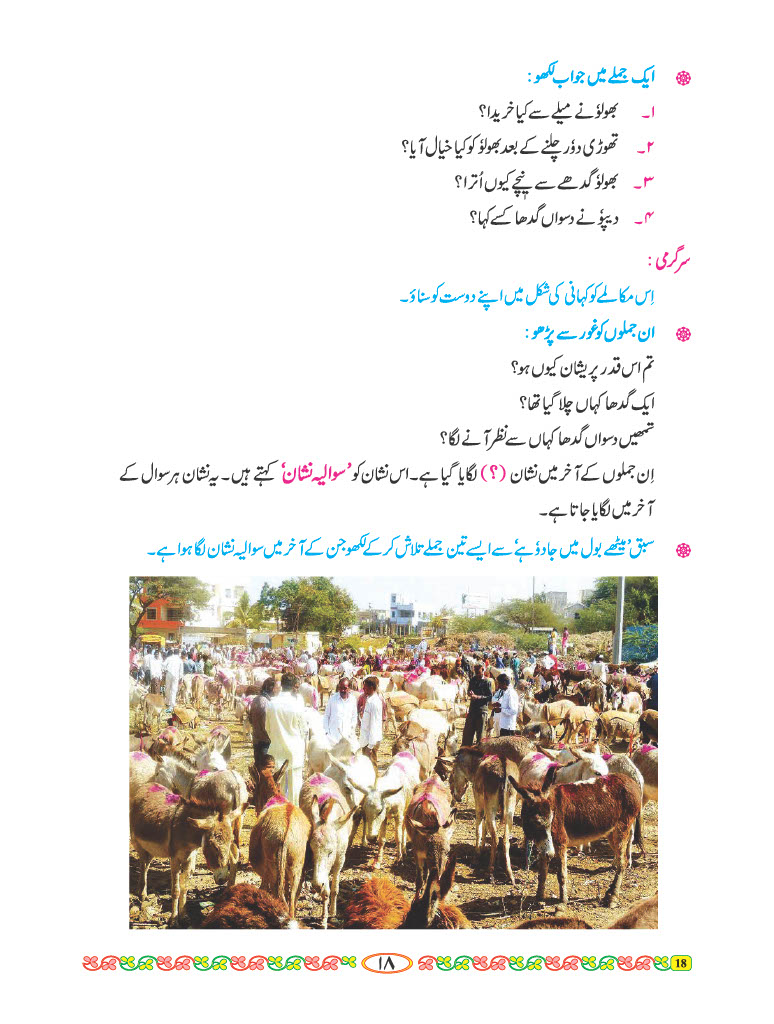 ایک جملے میں جواب لکھو :
۱۔ بھولوٗ نے میلے سے کیا خریدا؟
۲۔ تھوڑی دوٗر چلنے کے بعد بھولوٗ کو کیا خیال آیا؟
۳۔ بھولوٗ گدھے سے نیچے کیوں اُترا؟
۴۔ دیپوٗ نے دسواں گدھا کسے کہا؟
سرگرمی :
اِس مکالمے کو کہانی کی شکل میں اپنے دوست کو سناؤ۔
ان جملوں کو غور سے پڑھو :
تم اس قدر پریشان کیوں ہو؟
ایک گدھا کہاں چلا گیا تھا؟
تمھیں دسواں گدھا کہاں سے نظر آنے لگا؟
اِن جملوں کے آخر میں نشان (؟) لگایا گیا ہے۔ اس نشان کو ’سوالیہ نشان‘ کہتے ہیں۔ یہ نشان ہر سوال کے
آخر میں لگایا جاتا ہے۔
سبق ’میٹھے بول میں جادوٗ ہے‘ سے ایسے تین جملے تلاش کرکے لکھو جن کے آخر میں سوالیہ نشان لگا ہوا ہے۔
۱۸
18